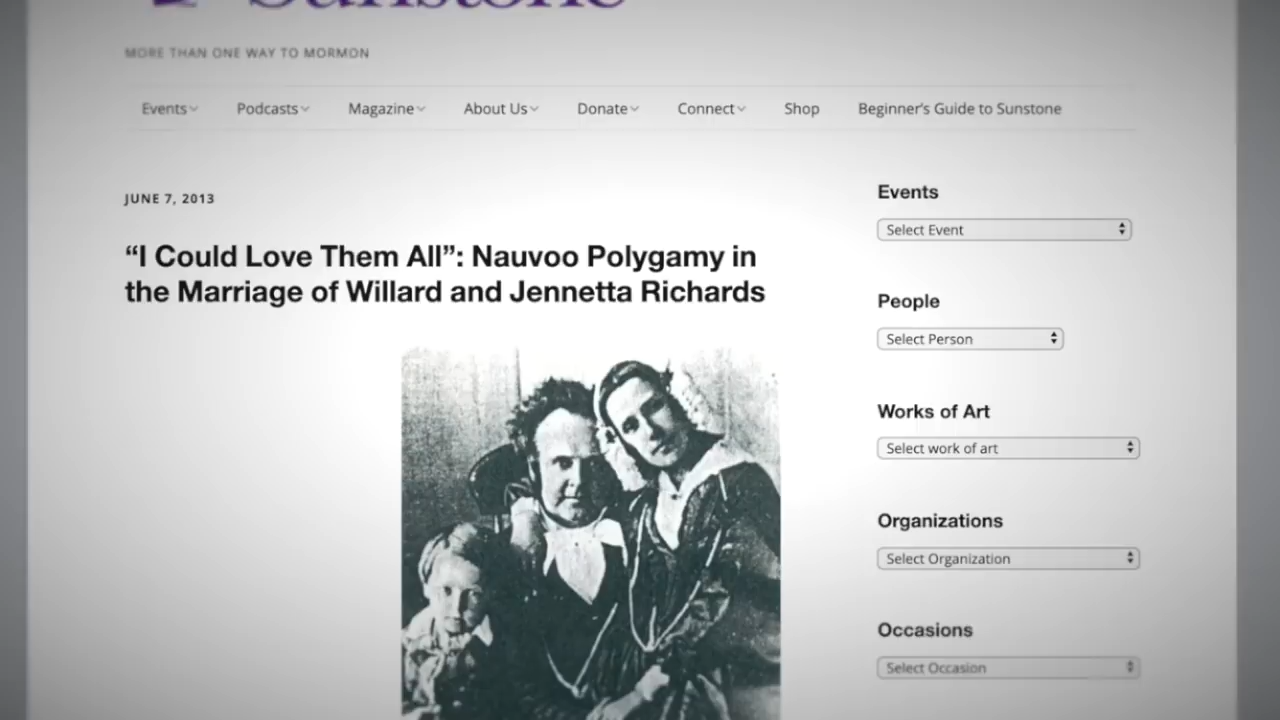 Sunstone
MORE THAN ONE WAY TO MORMON
Events
Podcasts
Magazine
About Us
Donate
Connect
Shop
Beginner's Guide to Sunstone
JUNE 7, 2013
“I Could Love Them All”: Nauvoo Polygamy in
the Marriage of Willard and Jennetta Richards
Events
Select Event
People
Select Person
Works of Art
Select work of art
Organizations
Select Organization
Occasions
Select Occasion